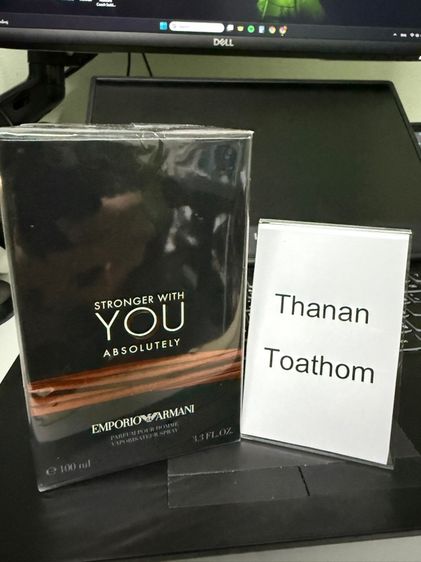 DELL
STRONGER WITH
YOU
ABSOLUTELY
EMPORIO ARMANI
PARFUM POUR HOMME
VAPORISATEUR SPRAY
e 100 ml 3.3 FL.OZ.
Thanan
Toathom